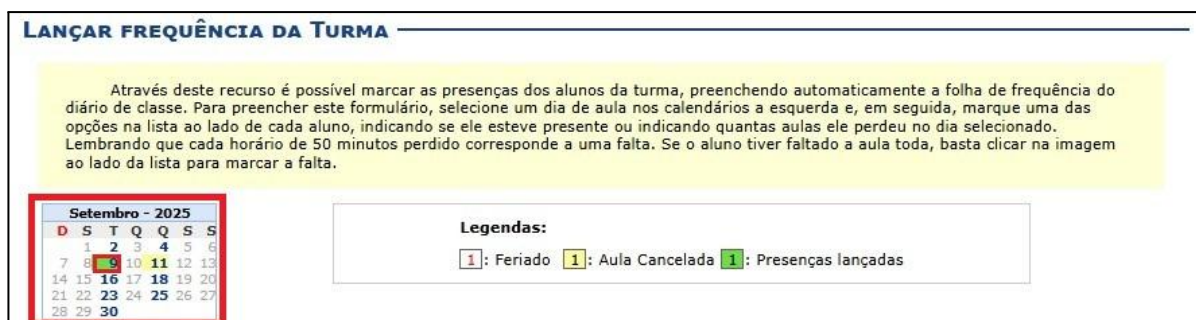 LANÇAR FREQUÊNCIA DA TURMA
Através deste recurso é possível marcar as presenças dos alunos da turma, preenchendo automaticamente a folha de frequência do
diário de classe. Para preencher este formulário, selecione um dia de aula nos calendários a esquerda e, em seguida, marque uma das
opções na lista ao lado de cada aluno, indicando se ele esteve presente ou indicando quantas aulas ele perdeu no dia selecionado.
Lembrando que cada horário de 50 minutos perdido corresponde a uma falta. Se o aluno tiver faltado a aula toda, basta clicar na imagem
ao lado da lista para marcar a falta.
Setembro - 2025
D S T Q Q S S
1 2 3 4 5 6
7 8 9 10 11 12 13
14 15 16 17 18 19 20
21 22 23 24 25 26 27
28 29 30
Legendas:
1 : Feriado 1 : Aula Cancelada 1 : Presenças lançadas